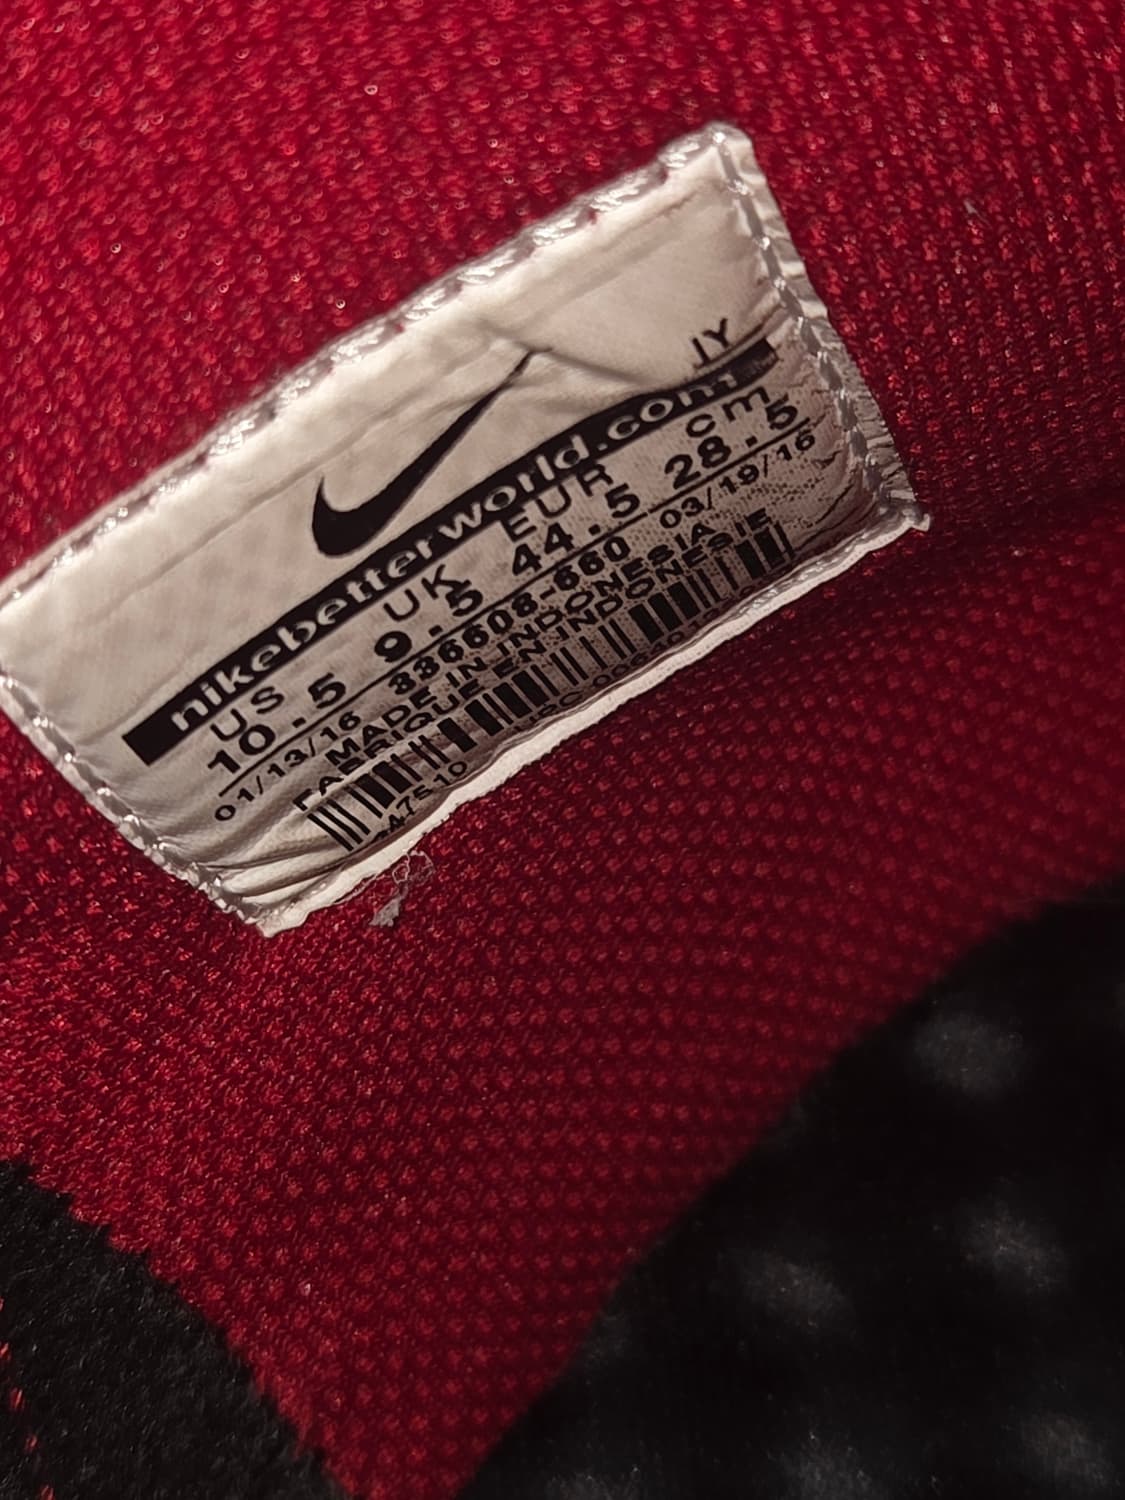 JY
nikebetterworld.com
US UK EUR cm
10.5 9.5 44.5 28.5
01/13/16 336608-660 03/19/16
MADE IN INDONESIA
FABRIQUE EN INDONESIE